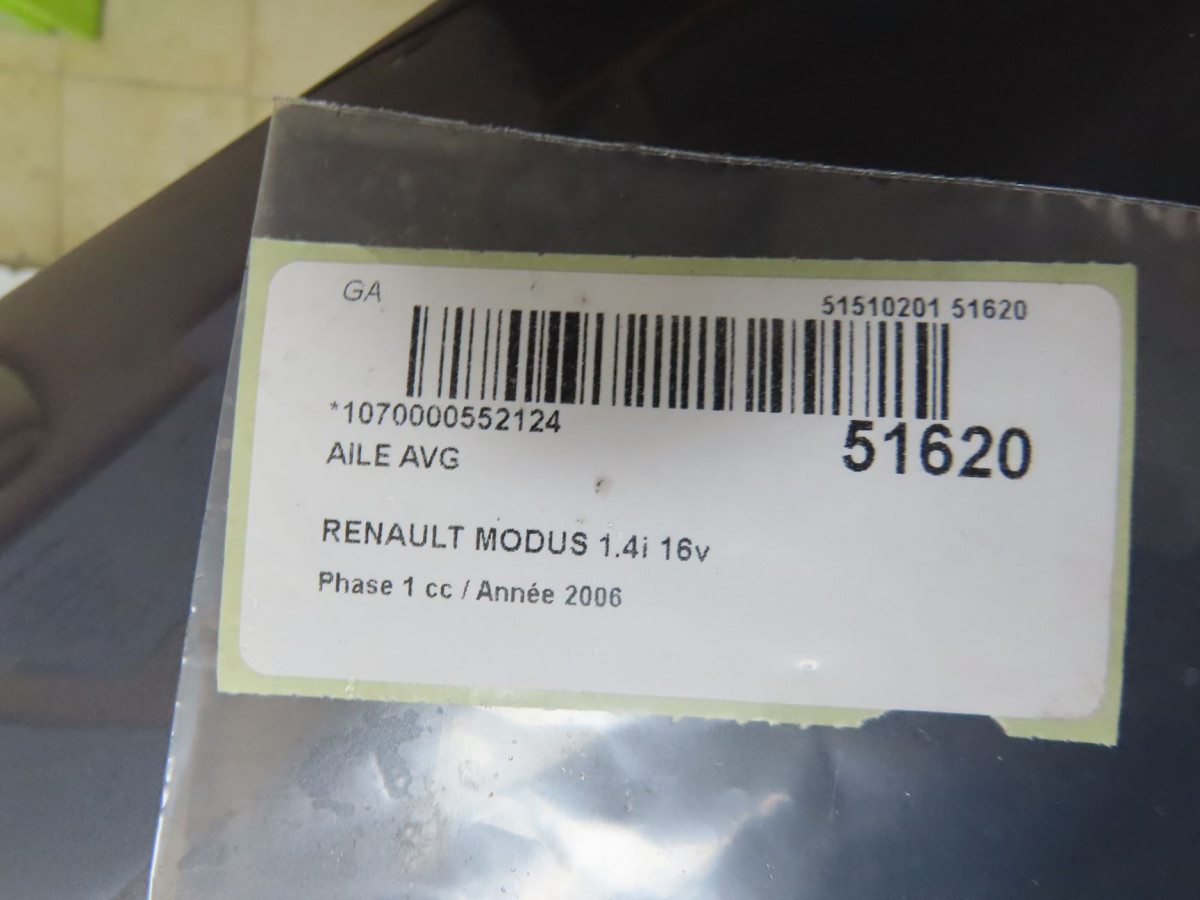 GA
51510201 51620
*1070000552124
51620
AILE AVG
RENAULT MODUS 1.4i 16v
Phase 1 cc / Année 2006